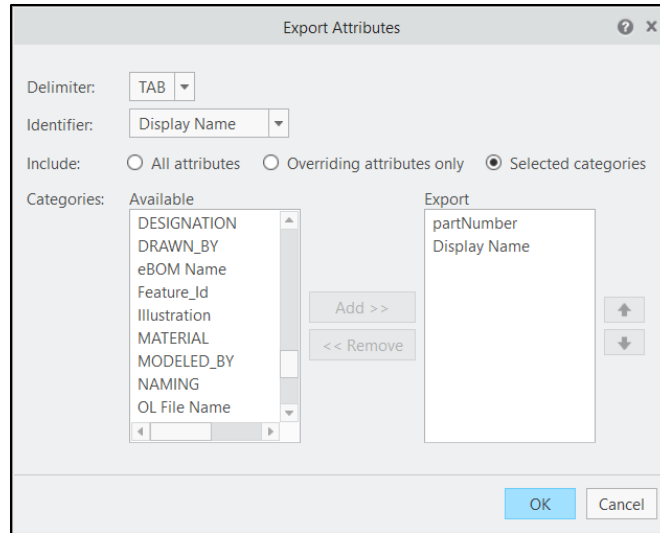 Export Attributes
Delimiter: TAB
Identifier: Display Name
Include: All attributes Overriding attributes only Selected categories
Categories: Available Export
DESIGNATION partNumber
DRAWN_BY Display Name
eBOM Name
Feature_Id
Illustration Add >>
MATERIAL << Remove
MODELED_BY
NAMING
OL File Name
OK Cancel